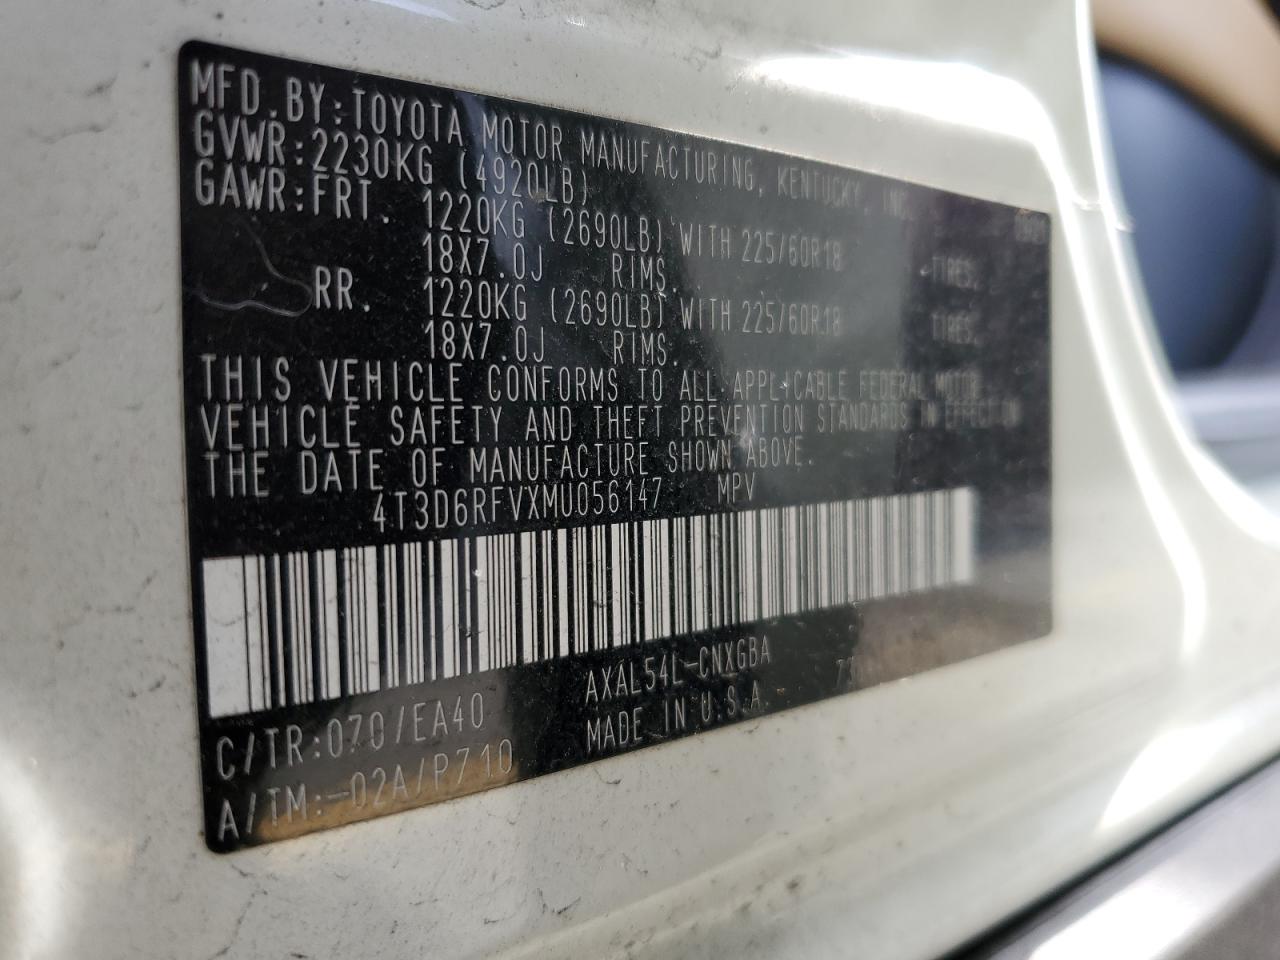 MFD.BY:TOYOTA MOTOR MANUFACTURING, KENTUCKY, INC.
GVWR:2230KG (4920LB)
GAWR:FRT. 1220KG (2690LB) WITH 225/60R18 TIRES.
18X7.0J RIMS.
RR. 1220KG (2690LB) WITH 225/60R18 TIRES.
18X7.0J RIMS.
THIS VEHICLE CONFORMS TO ALL APPLICABLE FEDERAL MOTOR
VEHICLE SAFETY AND THEFT PREVENTION STANDARDS IN EFFECT ON
THE DATE OF MANUFACTURE SHOWN ABOVE.
4T3D6RFVXMU056147 MPV
C/TR:070/EA40 AXAL54L-CNXGBA
A/TM:-02A/P710 MADE IN U.S.A.